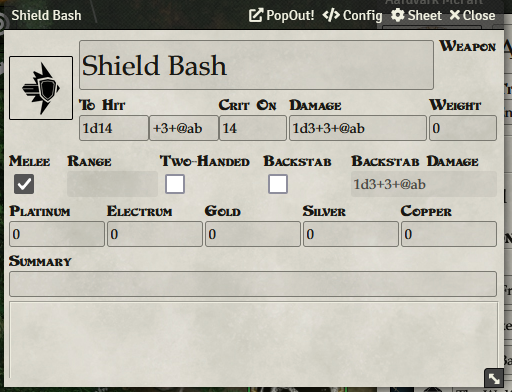 Aardvark McFaff
Shield Bash PopOut! </> Config Sheet Close
Shield Bash
Weapon
To Hit Crit On Damage Weight
1d14 +3+@ab 14 1d3+3+@ab 0
Melee Range Two-Handed Backstab Backstab Damage
1d3+3+@ab
Platinum Electrum Gold Silver Copper
0 0 0 0 0
Summary